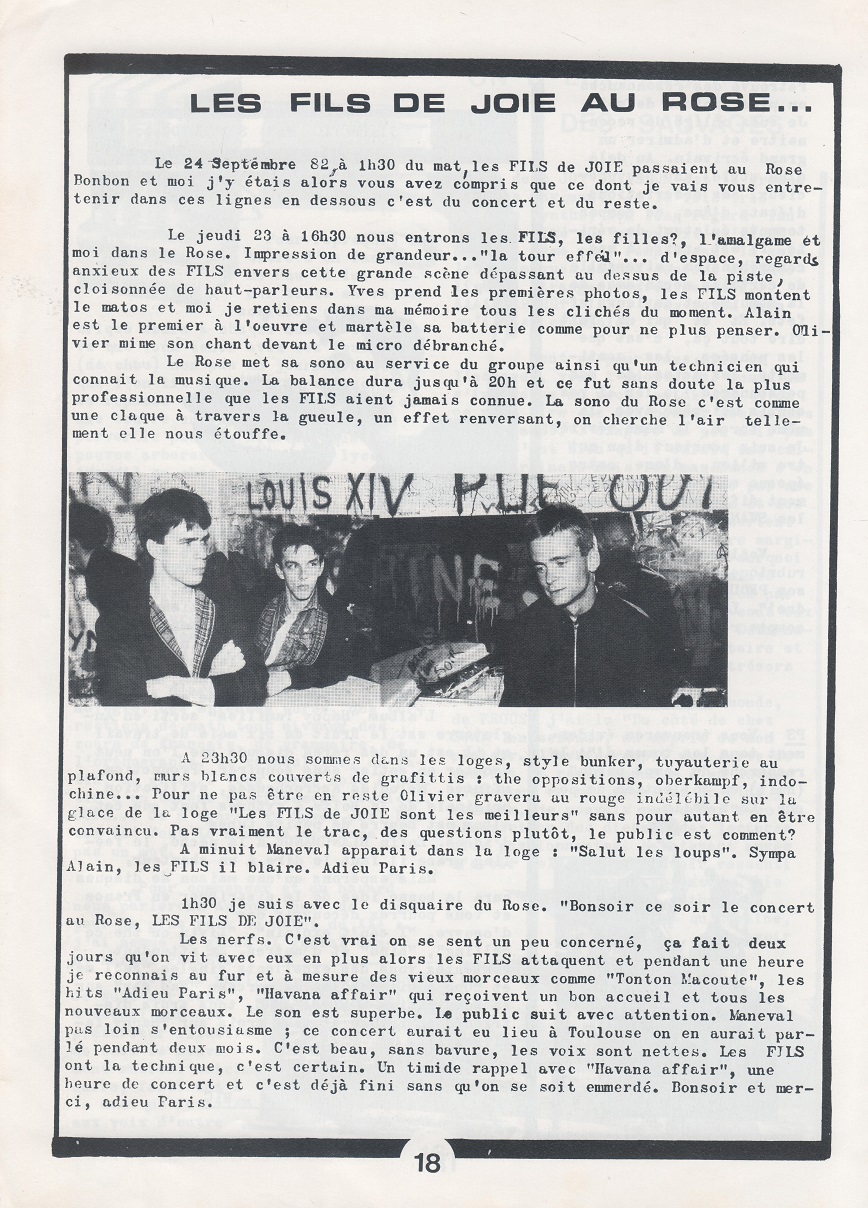 LES FILS DE JOIE AU ROSE...
Le 24 Septembre 82, à 1h30 du mat, les FILS de JOIE passaient au Rose
Bonbon et moi j'y étais alors vous avez compris que ce dont je vais vous entre-
tenir dans ces lignes en dessous c'est du concert et du reste.
Le jeudi 23 à 16h30 nous entrons les FILS, les filles?, l'amalgame et
moi dans le Rose. Impression de grandeur..."la tour effel"... d'espace, regards
anxieux des FILS envers cette grande scène dépassant au dessus de la piste,
cloisonnée de haut-parleurs. Yves prend les premières photos, les FILS montent
le matos et moi je retiens dans ma mémoire tous les clichés du moment. Alain
est le premier à l'oeuvre et martèle sa batterie comme pour ne plus penser. Oli-
vier mime son chant devant le micro débranché.
Le Rose met sa sono au service du groupe ainsi qu'un technicien qui
connait la musique. La balance dura jusqu'à 20h et ce fut sans doute la plus
professionnelle que les FILS aient jamais connue. La sono du Rose c'est comme
une claque à travers la gueule, un effet renversant, on cherche l'air telle-
ment elle nous étouffe.
LOUIS XIV PUE OUT
A 23h30 nous sommes dans les loges, style bunker, tuyauterie au
plafond, murs blancs couverts de grafittis : the oppositions, oberkampf, indo-
chine... Pour ne pas être en reste Olivier gravera au rouge indélébile sur la
glace de la loge "Les FILS de JOIE sont les meilleurs" sans pour autant en être
convaincu. Pas vraiment le trac, des questions plutôt, le public est comment?
A minuit Maneval apparait dans la loge : "Salut les loups". Sympa
Alain, les FILS il blaire. Adieu Paris.
1h30 je suis avec le disquaire du Rose. "Bonsoir ce soir le concert
au Rose, LES FILS DE JOIE".
Les nerfs. C'est vrai on se sent un peu concerné, ça fait deux
jours qu'on vit avec eux en plus alors les FILS attaquent et pendant une heure
je reconnais au fur et à mesure des vieux morceaux comme "Tonton Macoute", les
hits "Adieu Paris", "Havana affair" qui reçoivent un bon accueil et tous les
nouveaux morceaux. Le son est superbe. Le public suit avec attention. Maneval
pas loin s'entousiasme ; ce concert aurait eu lieu à Toulouse on en aurait par-
lé pendant deux mois. C'est beau, sans bavure, les voix sont nettes. Les FILS
ont la technique, c'est certain. Un timide rappel avec "Havana affair", une
heure de concert et c'est déjà fini sans qu'on se soit emmerdé. Bonsoir et mer-
ci, adieu Paris.
18